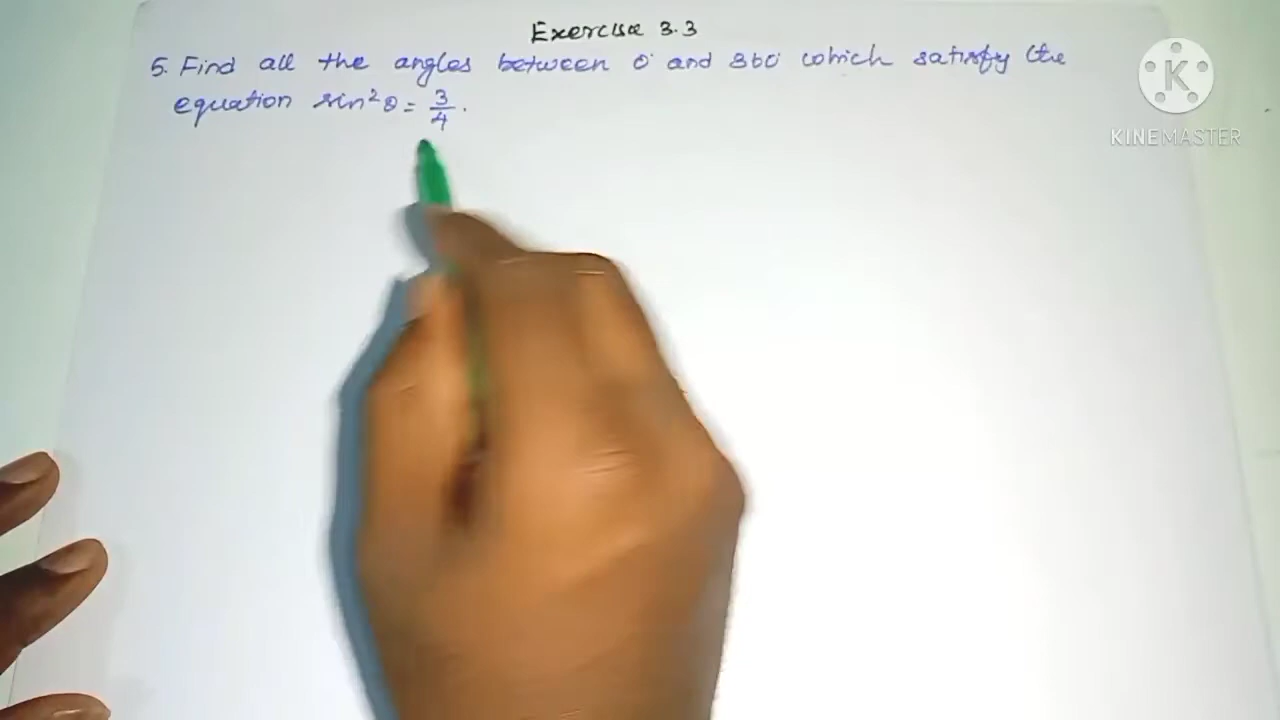 Exercise 3.3
5. Find all the angles between 0° and 360° which satisfy the
equation sin²θ = 3/4.
K
KINEMASTER